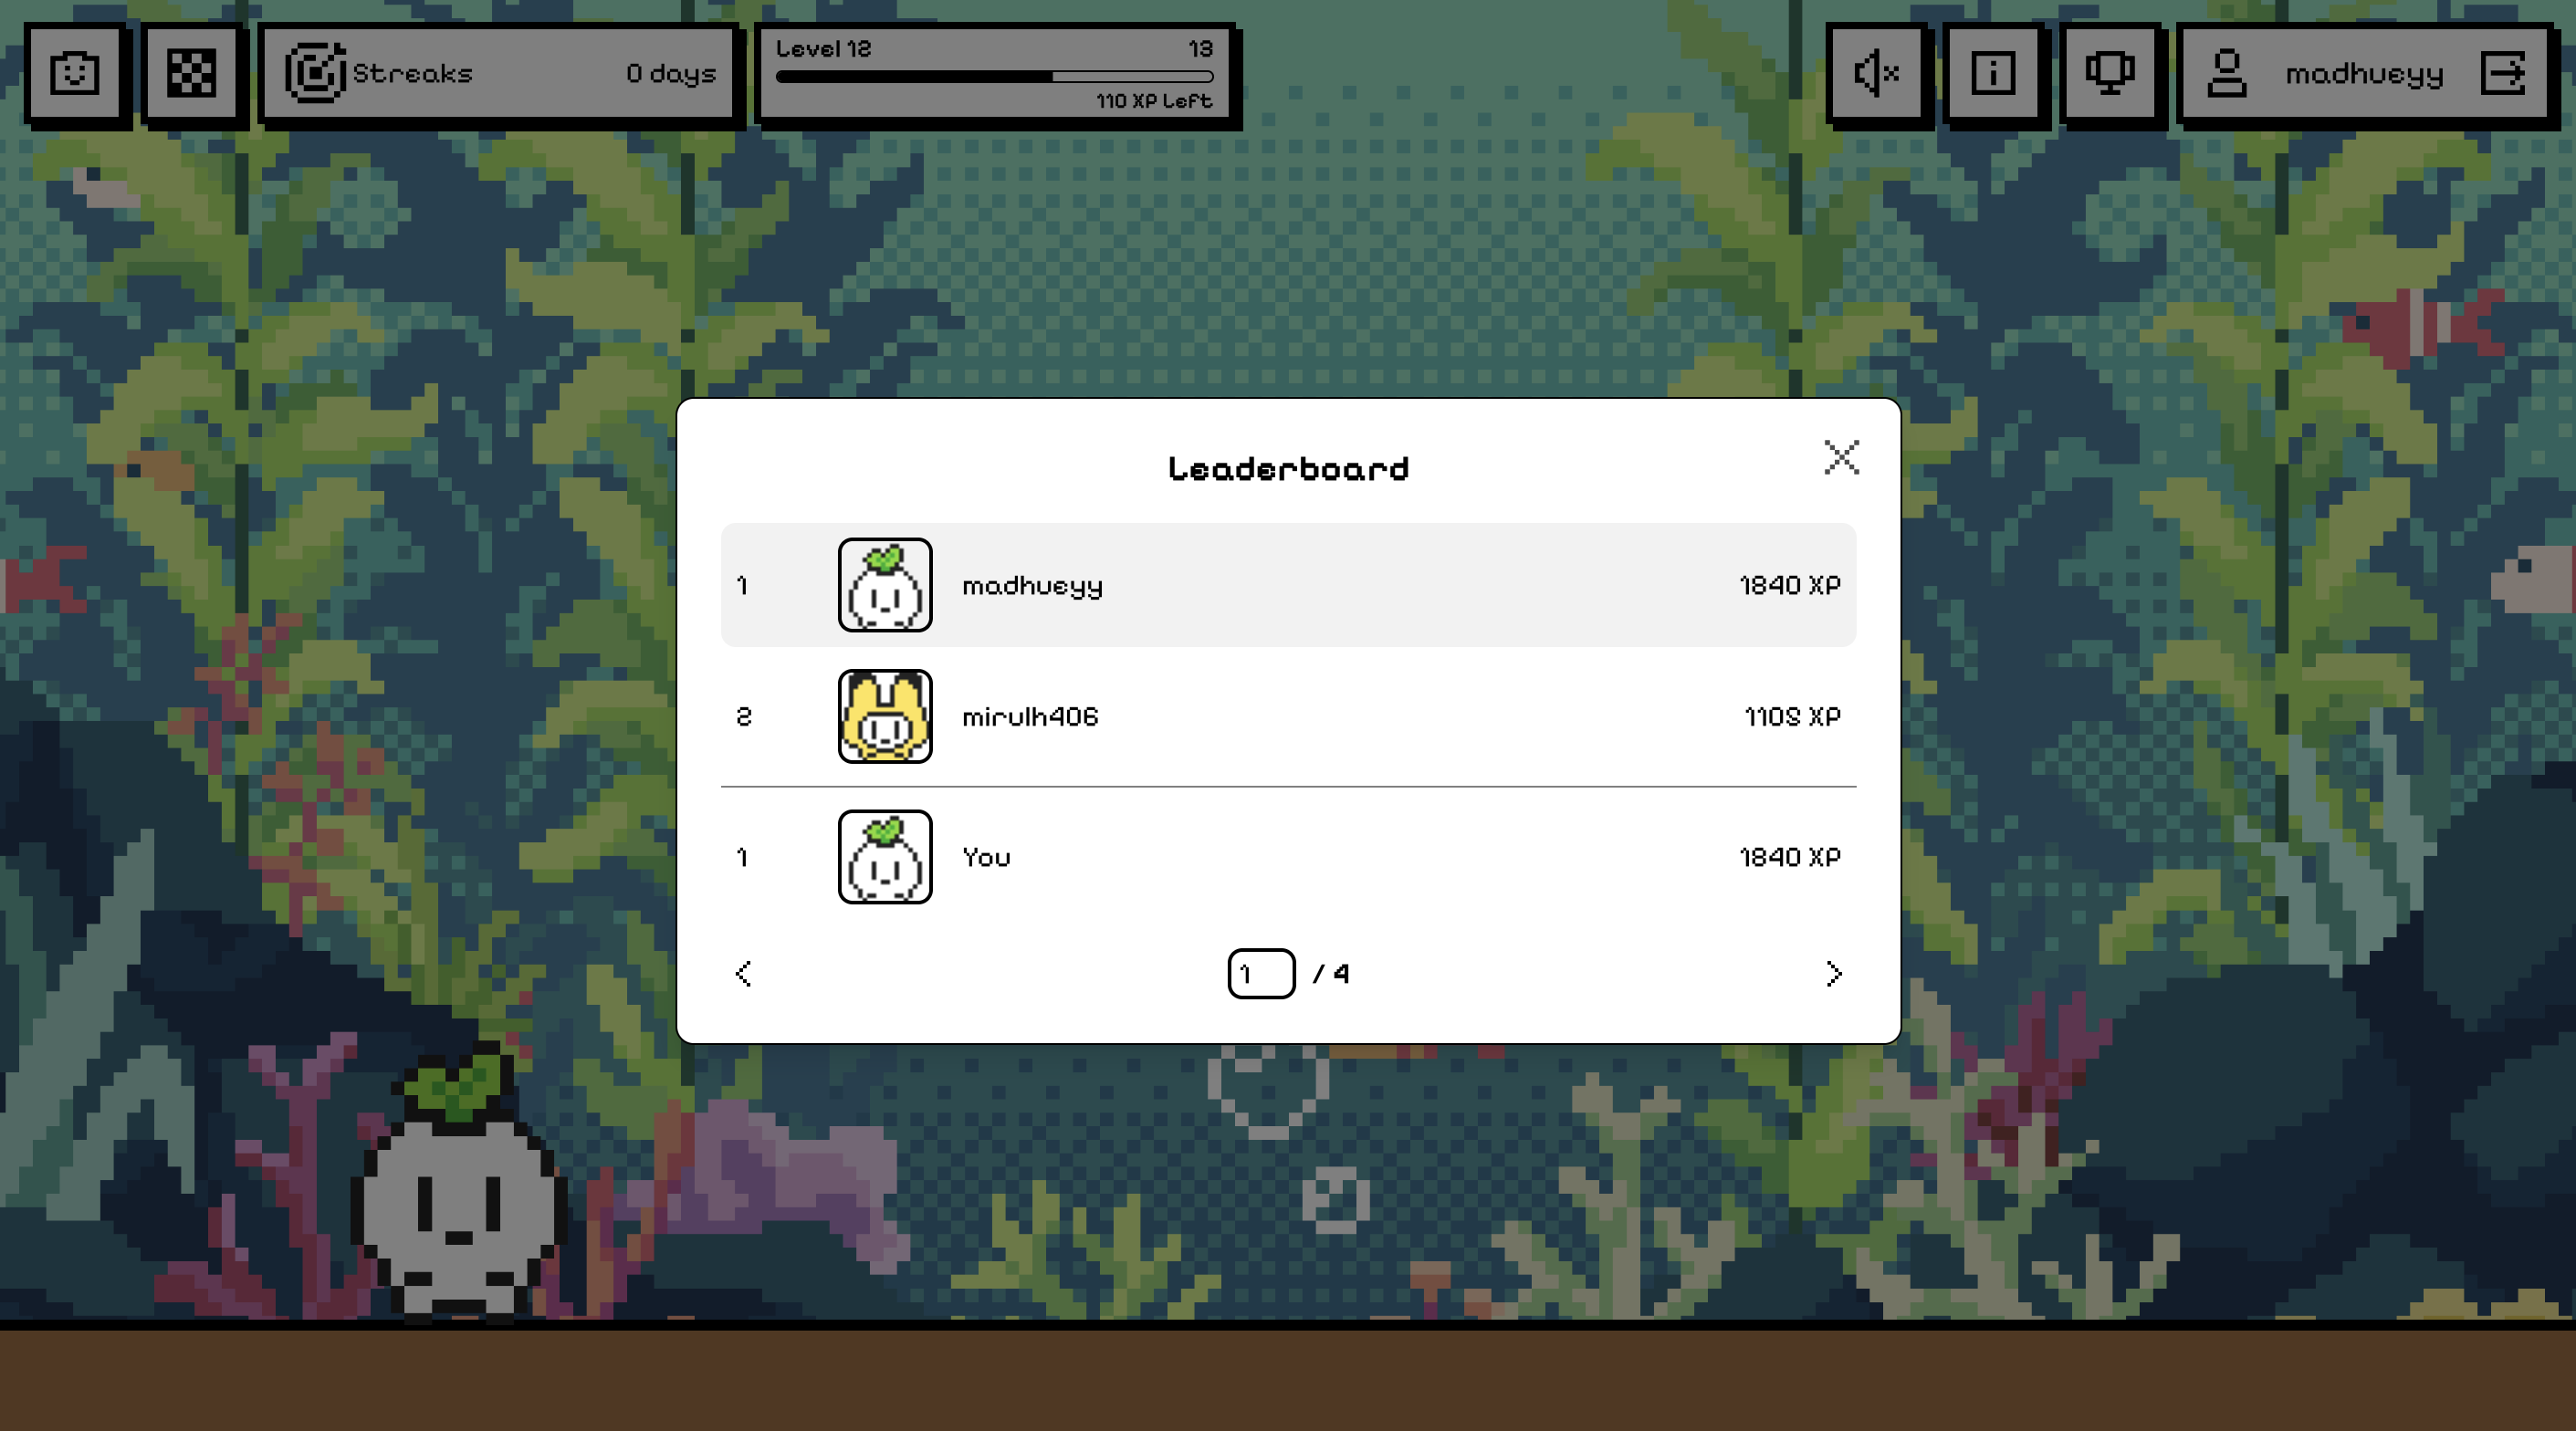 Streaks 0 days
Level 12 13
110 XP Left
madhueyy
Leaderboard
1 madhueyy 1840 XP
2 mirulh406 1105 XP
1 You 1840 XP
1 / 4